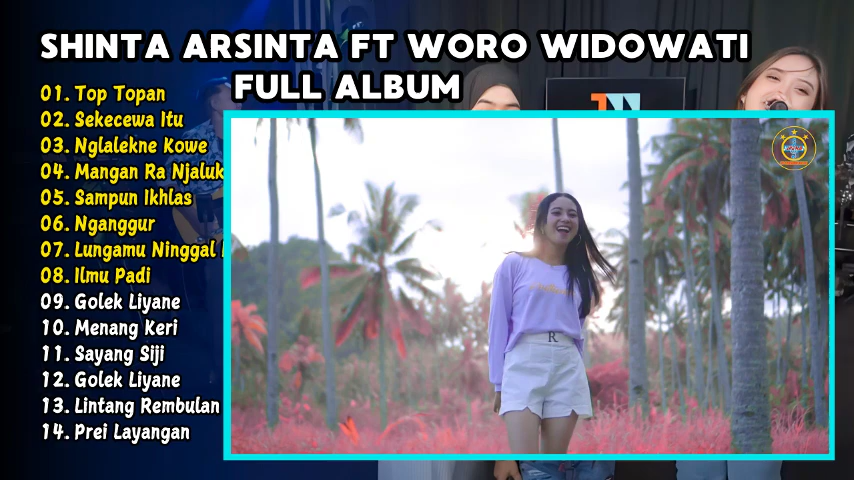 SHINTA ARSINTA FT WORO WIDOWATI
FULL ALBUM
01. Top Topan
02. Sekecewa Itu
03. Nglalekne Kowe
04. Mangan Ra Njaluk
05. Sampun Ikhlas
06. Nganggur
07. Lungamu Ninggal
08. Ilmu Padi
09. Golek Liyane
10. Menang Keri
11. Sayang Siji
12. Golek Liyane
13. Lintang Rembulan
14. Prei Layangan
R